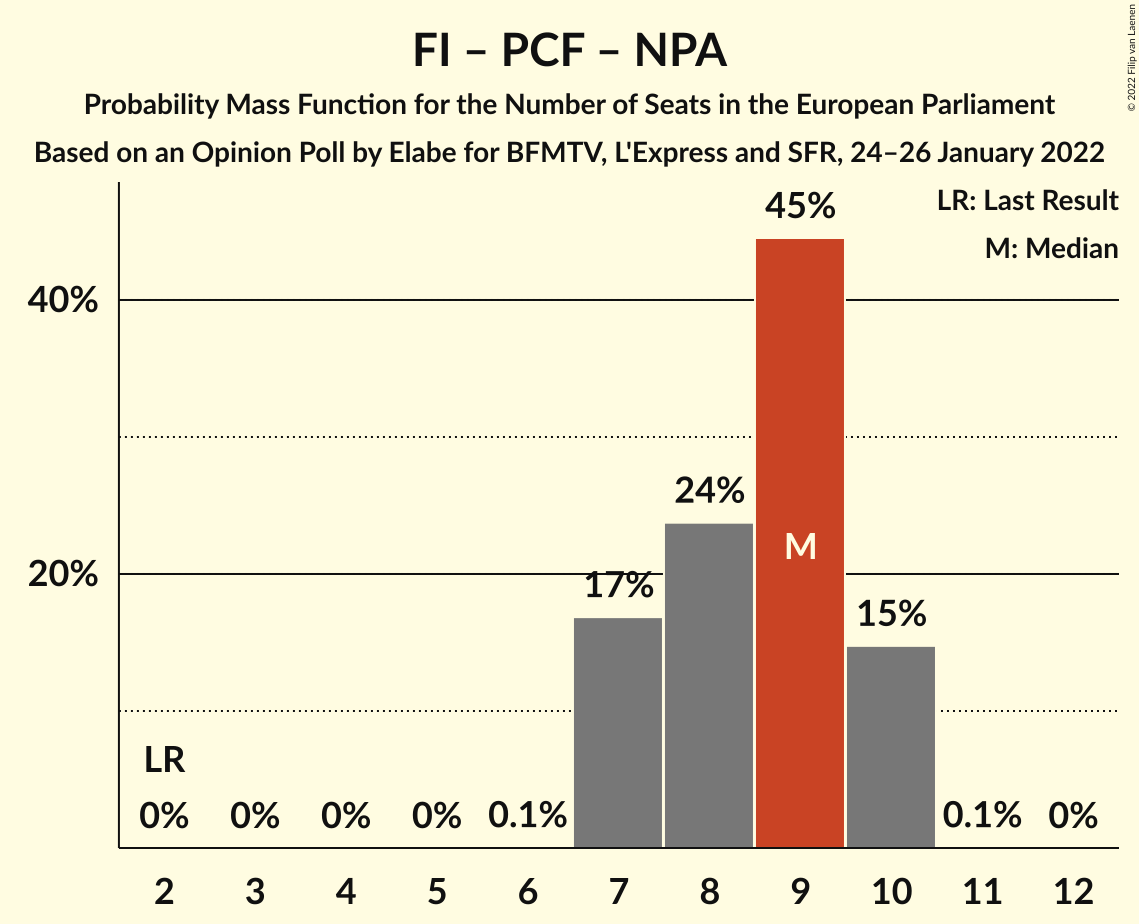 FI – PCF – NPA
Probability Mass Function for the Number of Seats in the European Parliament
Based on an Opinion Poll by Elabe for BFMTV, L'Express and SFR, 24–26 January 2022
© 2022 Filip van Laenen
LR: Last Result
M: Median
45%
40%
24%
M
20%
17%
15%
LR
0% 0% 0% 0% 0.1% 0.1% 0%
2 3 4 5 6 7 8 9 10 11 12